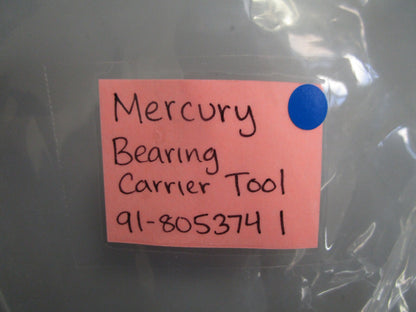 Mercury
Bearing
Carrier Tool
91-805374 1